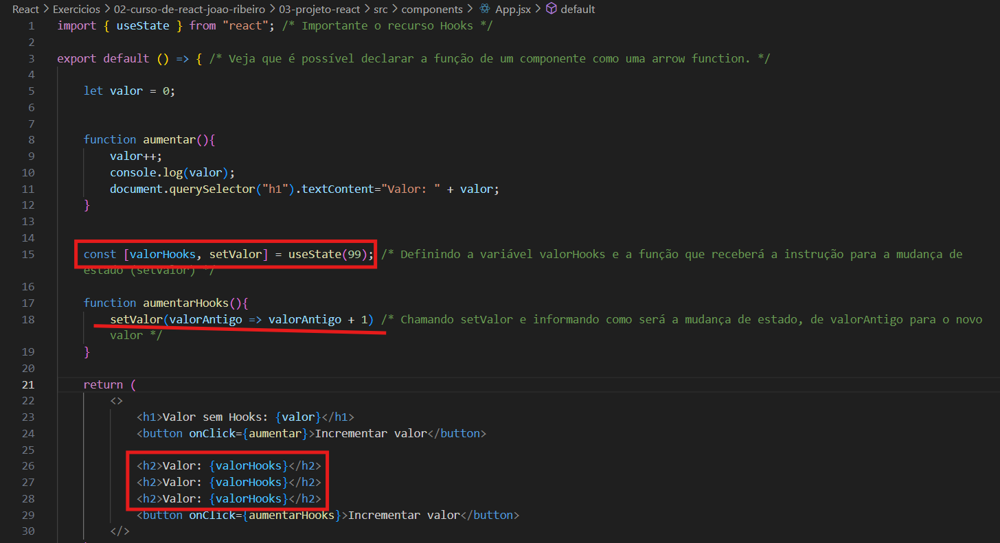 React > Exercicios > 02-curso-de-react-joao-ribeiro > 03-projeto-react > src > components > App.jsx > default
1 import { useState } from "react"; /* Importante o recurso Hooks */
2
3 export default () => { /* Veja que é possível declarar a função de um componente como uma arrow function. */
4
5 let valor = 0;
6
7
8 function aumentar(){
9 valor++;
10 console.log(valor);
11 document.querySelector("h1").textContent="Valor: " + valor;
12 }
13
14
15 const [valorHooks, setValor] = useState(99); /* Definindo a variável valorHooks e a função que receberá a instrução para a mudança de
estado (setValor) */
16
17 function aumentarHooks(){
18 setValor(valorAntigo => valorAntigo + 1) /* Chamando setValor e informando como será a mudança de estado, de valorAntigo para o novo
valor */
19 }
20
21 return (
22 <>
23 <h1>Valor sem Hooks: {valor}</h1>
24 <button onClick={aumentar}>Incrementar valor</button>
25
26 <h2>Valor: {valorHooks}</h2>
27 <h2>Valor: {valorHooks}</h2>
28 <h2>Valor: {valorHooks}</h2>
29 <button onClick={aumentarHooks}>Incrementar valor</button>
30 </>